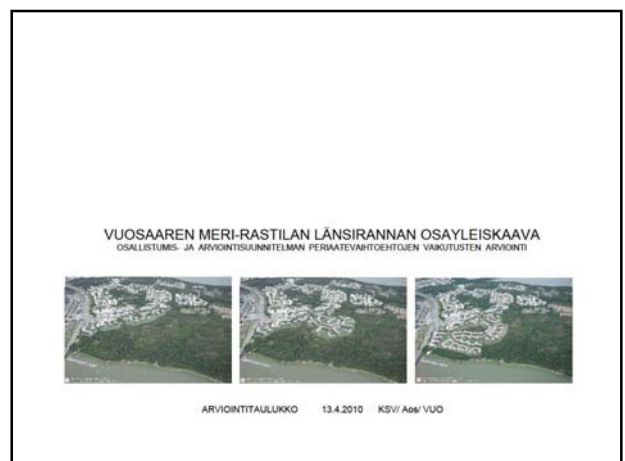 VUOSAAREN MERI-RASTILAN LÄNSIRANNAN OSAYLEISKAAVA
OSALLISTUMIS- JA ARVIOINTISUUNNITELMAN PERIAATEVAIHTOEHTOJEN VAIKUTUSTEN ARVIOINTI
ARVIOINTITAULUKKO 13.4.2010 KSV/ Aos/ VUO